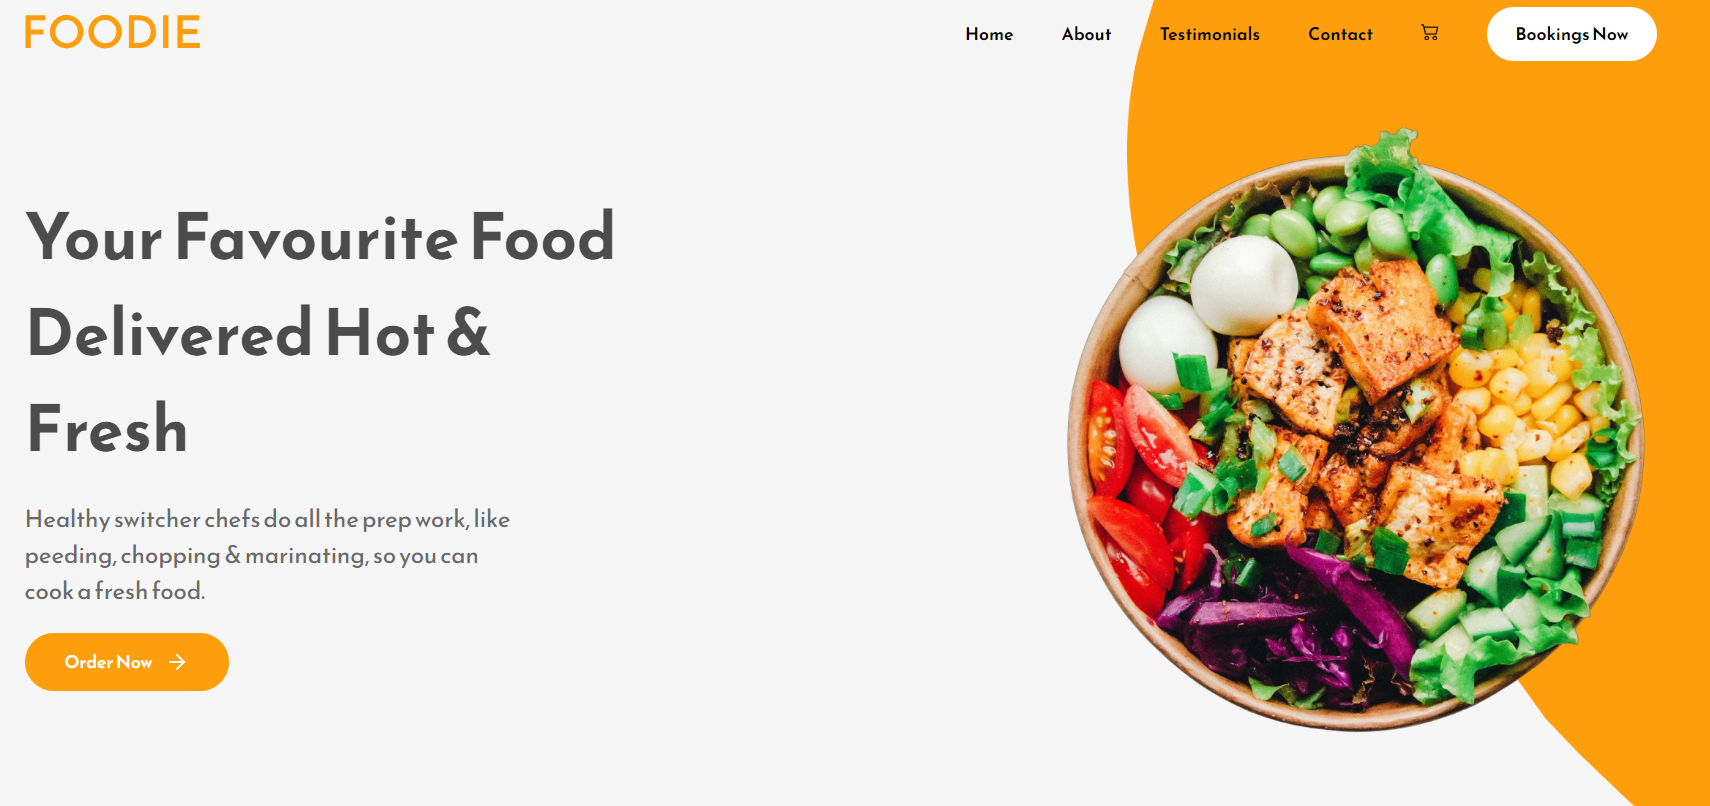 FOODIE
Home About Testimonials Contact Bookings Now
Your Favourite Food
Delivered Hot &
Fresh
Healthy switcher chefs do all the prep work, like
peeding, chopping & marinating, so you can
cook a fresh food.
Order Now